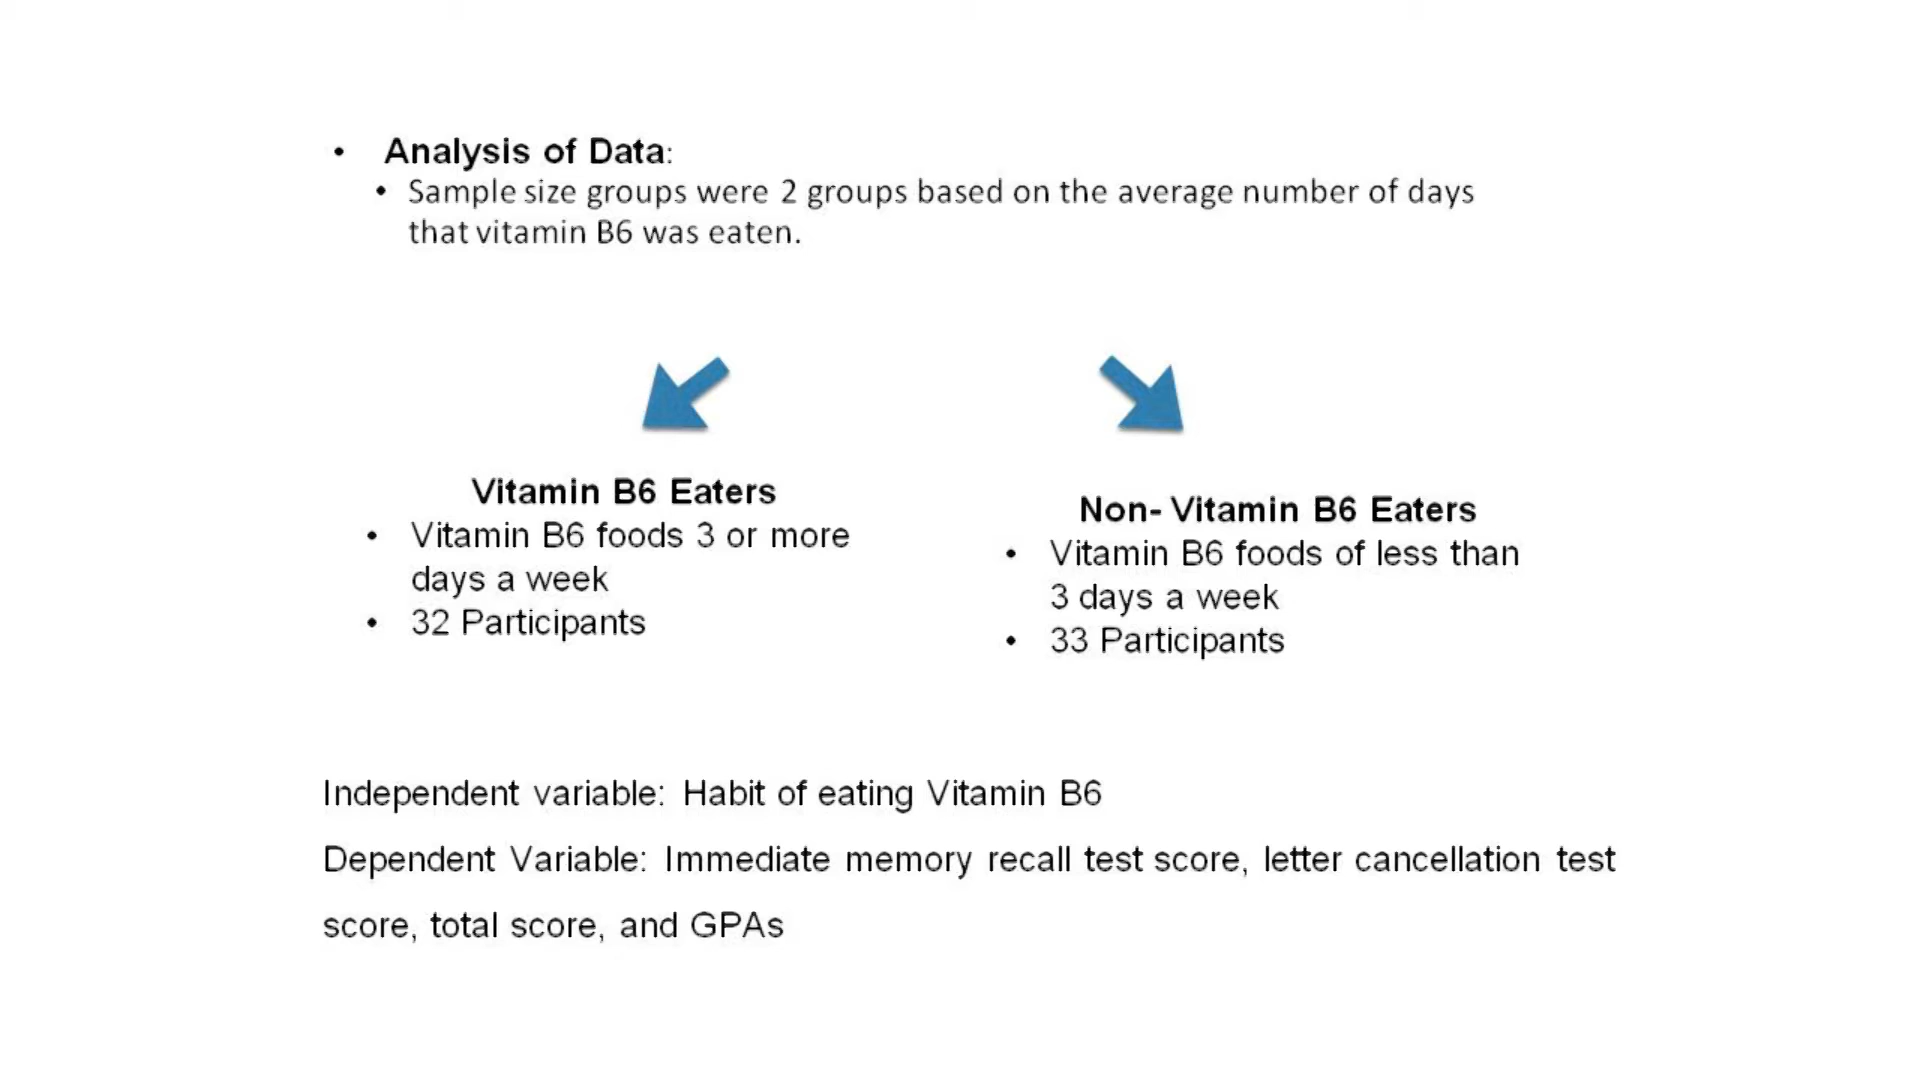 • Analysis of Data:
• Sample size groups were 2 groups based on the average number of days
that vitamin B6 was eaten.
Vitamin B6 Eaters
• Vitamin B6 foods 3 or more
days a week
• 32 Participants
Non- Vitamin B6 Eaters
• Vitamin B6 foods of less than
3 days a week
• 33 Participants
Independent variable: Habit of eating Vitamin B6
Dependent Variable: Immediate memory recall test score, letter cancellation test
score, total score, and GPAs